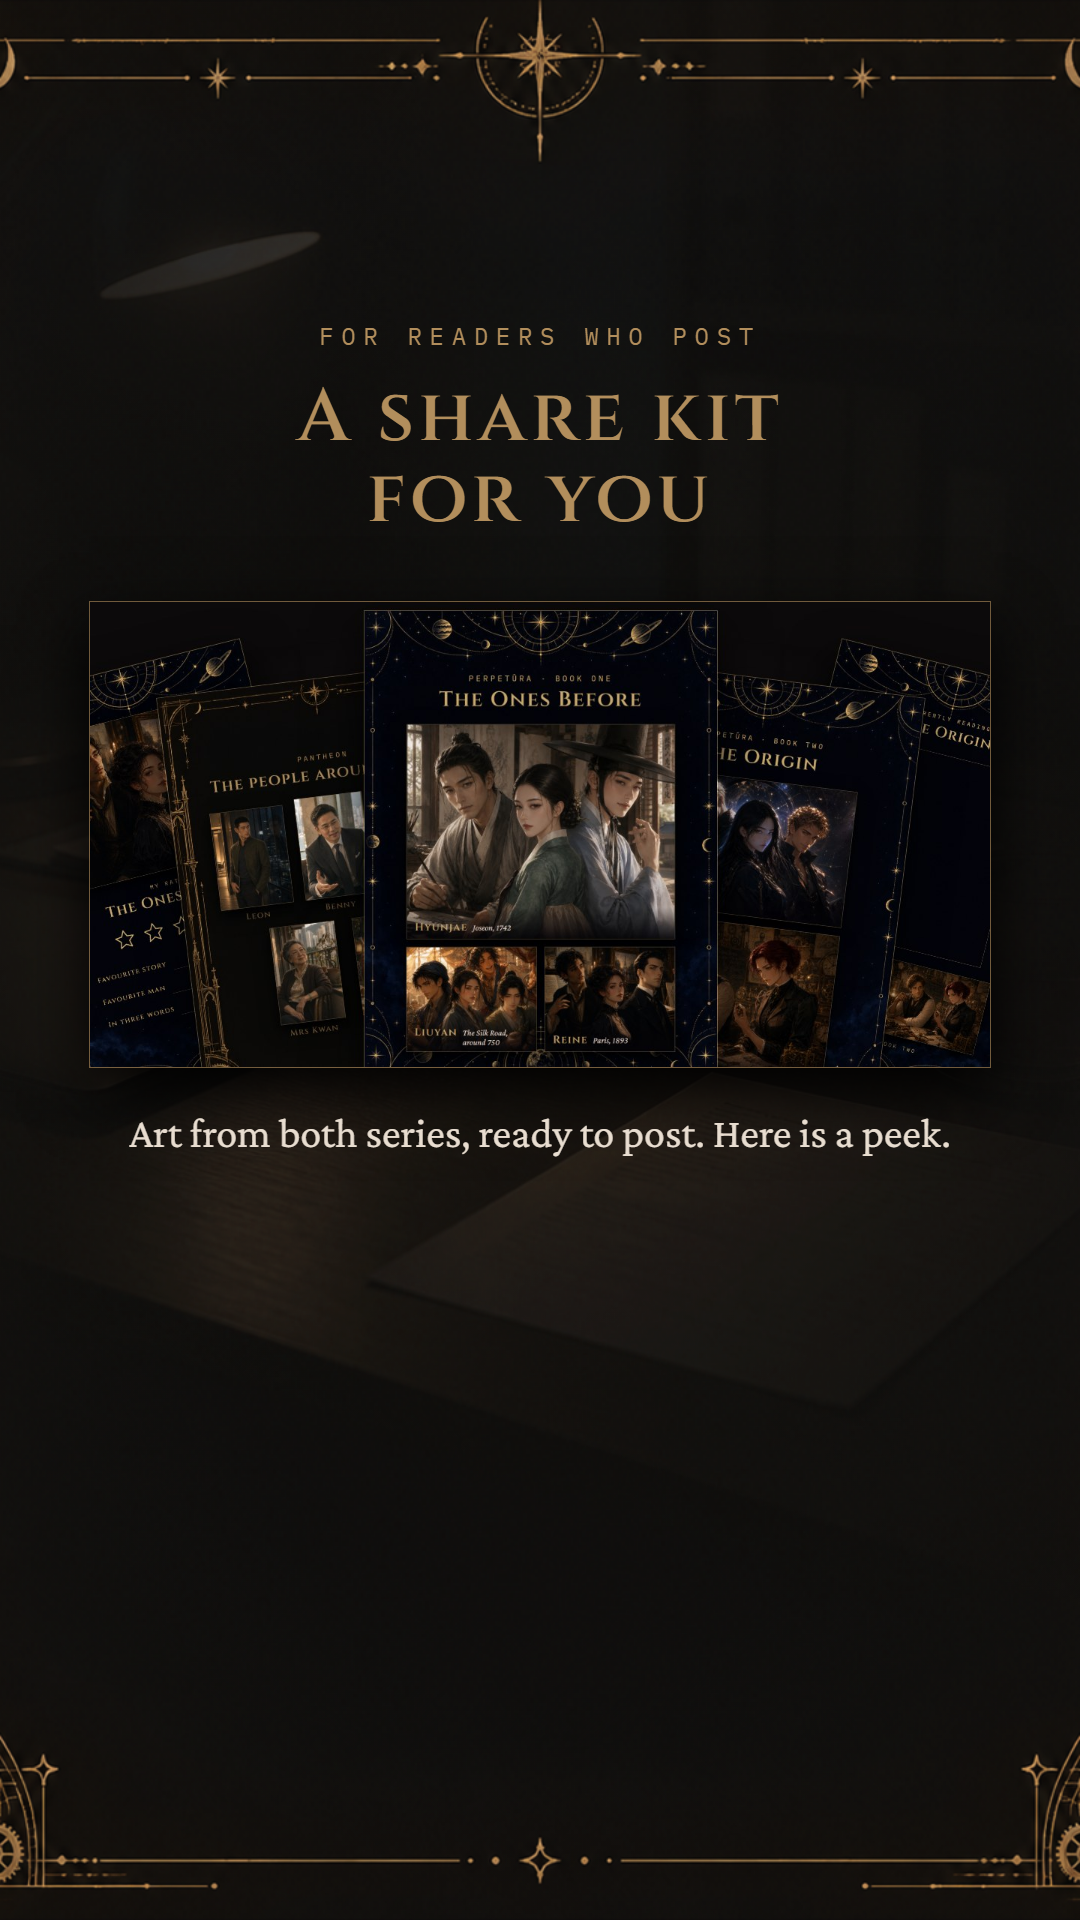 FOR READERS WHO POST
A SHARE KIT
FOR YOU
THE ONES
FAVOURITE STORY
FAVOURITE MAN
IN THREE WORDS
PANTHEON
THE PEOPLE
LEON
BENNY
MRS KWAN
PERPETŪRA · BOOK ONE
THE ONES BEFORE
HYUNJAE Joseon, 1742
LIUYAN The Silk Road,
around 750
REINE Paris, 1893
BOOK TWO
ORIGIN
READING
ORIGIN
Art from both series, ready to post. Here is a peek.